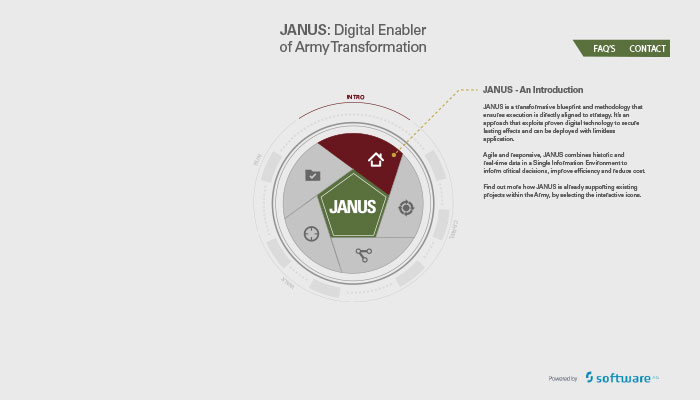 JANUS: Digital Enabler
of Army Transformation
FAQ'S CONTACT
INTRO
JANUS - An Introduction
JANUS is a transformative blueprint and methodology that
ensures execution is directly aligned to strategy. It's an
approach that exploits proven digital technology to secure
lasting effects and can be deployed with limitless
application.
Agile and responsive, JANUS combines historic and
real-time data in a Single Information Environment to
inform critical decisions, improve efficiency and reduce cost.
Find out more how JANUS is already supporting existing
projects within the Army, by selecting the interactive icons.
JANUS
Powered by software